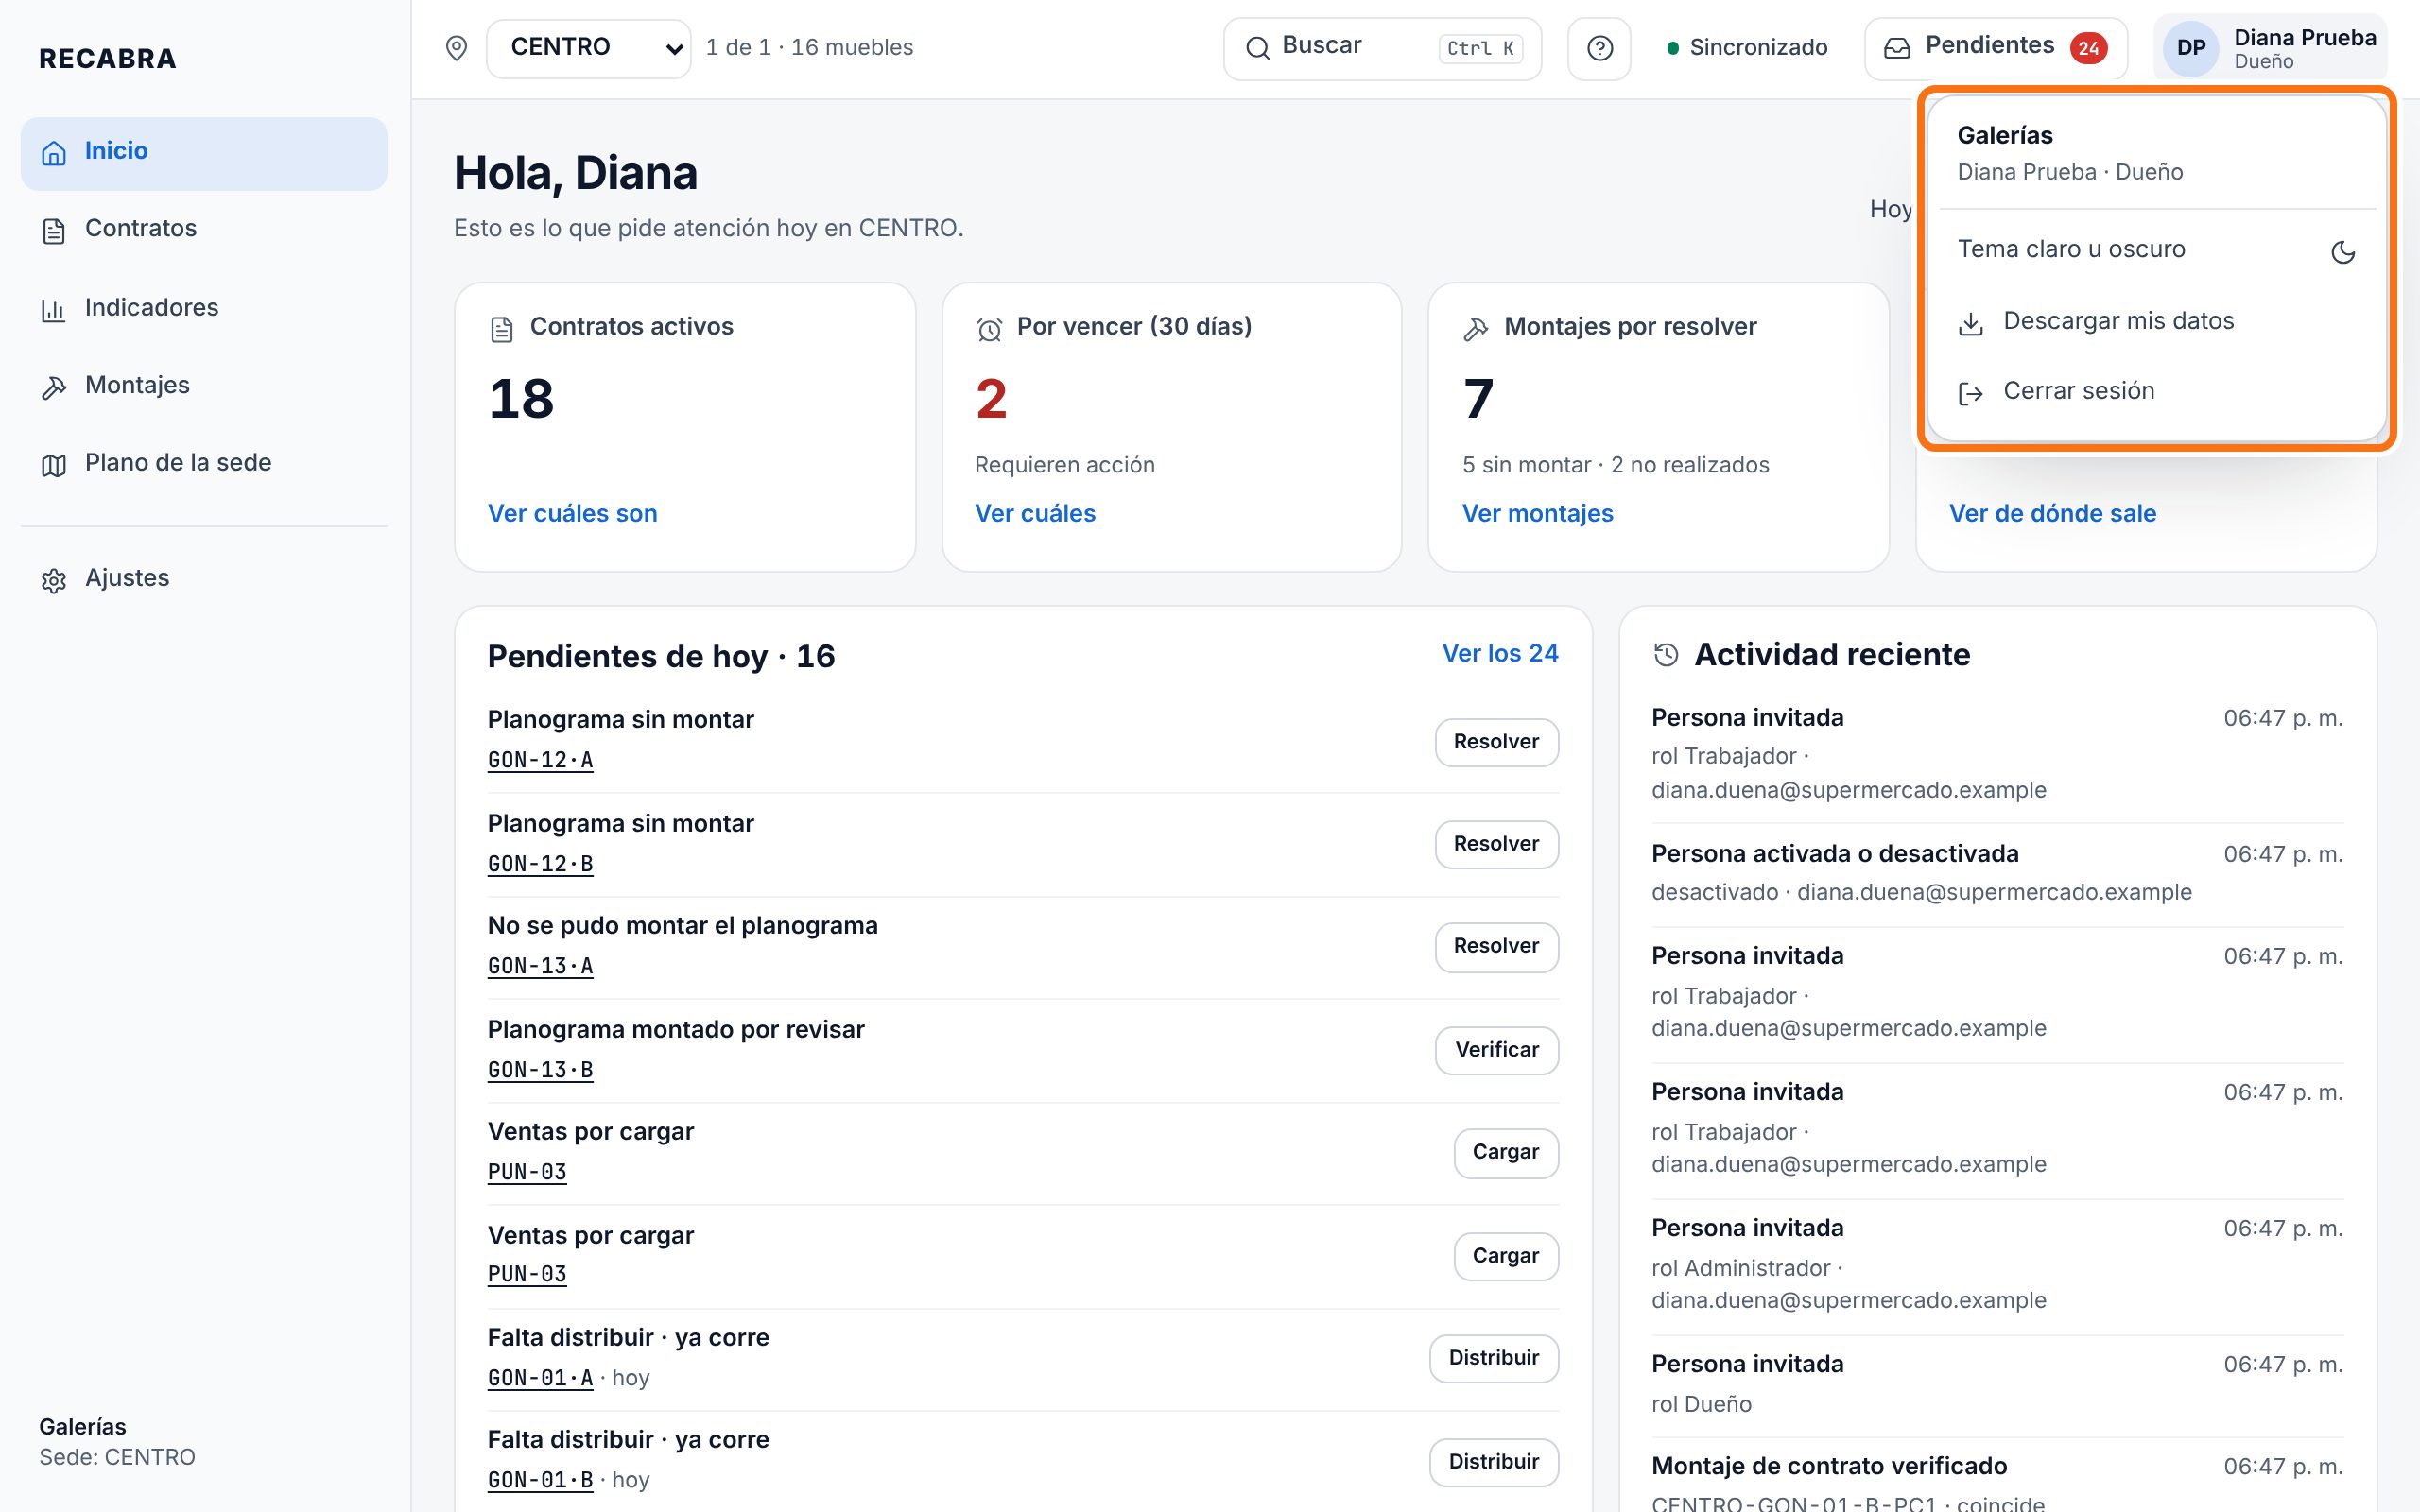 RECABRA
Inicio
Contratos
Indicadores
Montajes
Plano de la sede
Ajustes
Galerías
Sede: CENTRO
CENTRO
1 de 1 · 16 muebles
Buscar
Ctrl K
Sincronizado
Pendientes 24
DP
Diana Prueba
Dueño
Galerías
Diana Prueba · Dueño
Tema claro u oscuro
Descargar mis datos
Cerrar sesión
Hola, Diana
Esto es lo que pide atención hoy en CENTRO.
Hoy
Contratos activos
18
Ver cuáles son
Por vencer (30 días)
2
Requieren acción
Ver cuáles
Montajes por resolver
7
5 sin montar · 2 no realizados
Ver montajes
Ver de dónde sale
Pendientes de hoy · 16
Ver los 24
Planograma sin montar
GON-12·A
Resolver
Planograma sin montar
GON-12·B
Resolver
No se pudo montar el planograma
GON-13·A
Resolver
Planograma montado por revisar
GON-13·B
Verificar
Ventas por cargar
PUN-03
Cargar
Ventas por cargar
PUN-03
Cargar
Falta distribuir · ya corre
GON-01·A · hoy
Distribuir
Falta distribuir · ya corre
GON-01·B · hoy
Distribuir
Actividad reciente
Persona invitada
06:47 p. m.
rol Trabajador ·
diana.duena@supermercado.example
Persona activada o desactivada
06:47 p. m.
desactivado · diana.duena@supermercado.example
Persona invitada
06:47 p. m.
rol Trabajador ·
diana.duena@supermercado.example
Persona invitada
06:47 p. m.
rol Trabajador ·
diana.duena@supermercado.example
Persona invitada
06:47 p. m.
rol Administrador ·
diana.duena@supermercado.example
Persona invitada
06:47 p. m.
rol Dueño
Montaje de contrato verificado
06:47 p. m.
CENTRO-GON-01-B-PC1 · coincide